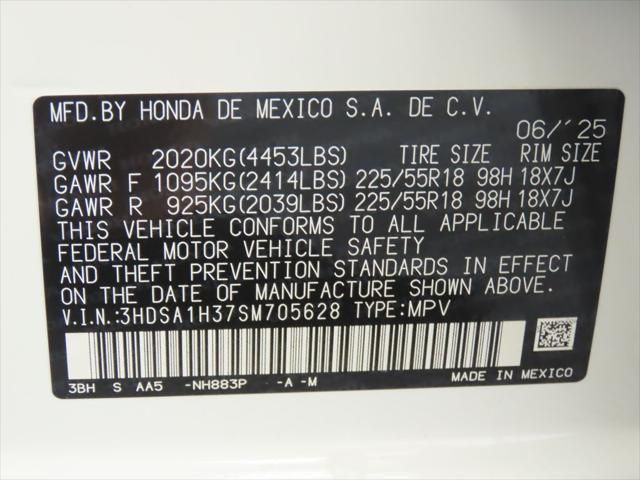 MFD.BY HONDA DE MEXICO S.A. DE C.V.
06/'25
GVWR 2020KG(4453LBS) TIRE SIZE RIM SIZE
GAWR F 1095KG(2414LBS) 225/55R18 98H 18X7J
GAWR R 925KG(2039LBS) 225/55R18 98H 18X7J
THIS VEHICLE CONFORMS TO ALL APPLICABLE
FEDERAL MOTOR VEHICLE SAFETY
AND THEFT PREVENTION STANDARDS IN EFFECT
ON THE DATE OF MANUFACTURE SHOWN ABOVE.
V.I.N.:3HDSA1H37SM705628 TYPE:MPV
3BH S AA5 -NH883P -A -M MADE IN MEXICO